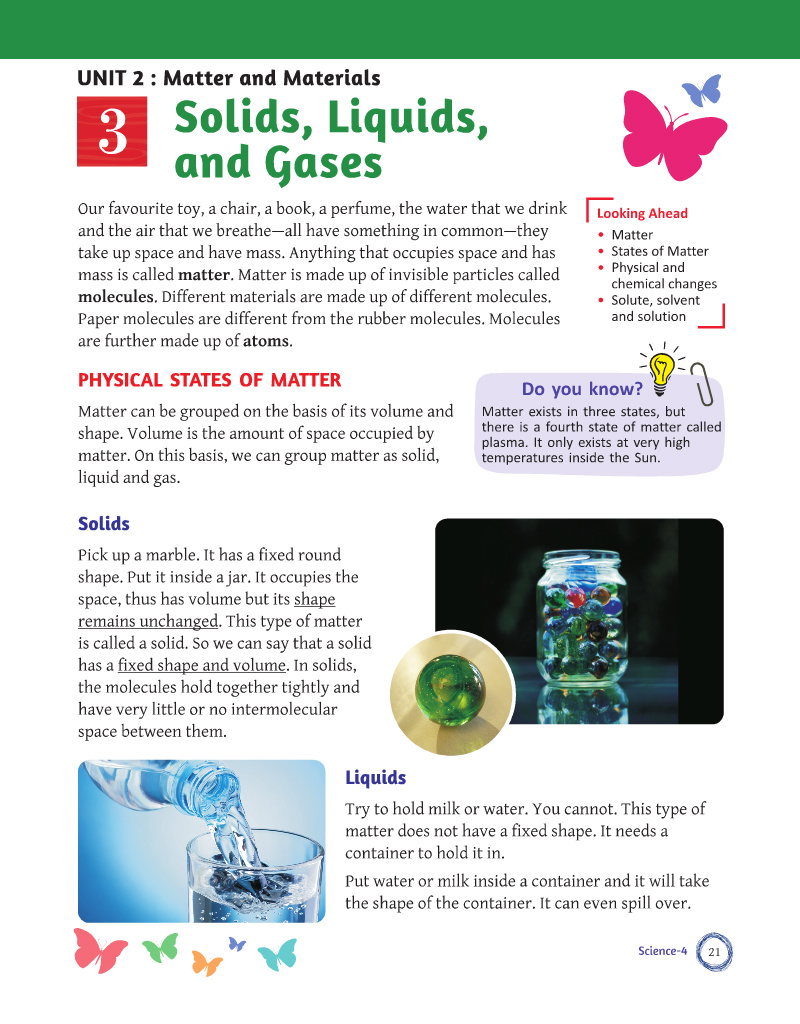 UNIT 2 : Matter and Materials
3
Solids, Liquids,
and Gases
Our favourite toy, a chair, a book, a perfume, the water that we drink
and the air that we breathe—all have something in common—they
take up space and have mass. Anything that occupies space and has
mass is called matter. Matter is made up of invisible particles called
molecules. Different materials are made up of different molecules.
Paper molecules are different from the rubber molecules. Molecules
are further made up of atoms.
Looking Ahead
• Matter
• States of Matter
• Physical and
chemical changes
• Solute, solvent
and solution
PHYSICAL STATES OF MATTER
Matter can be grouped on the basis of its volume and
shape. Volume is the amount of space occupied by
matter. On this basis, we can group matter as solid,
liquid and gas.
Do you know?
Matter exists in three states, but
there is a fourth state of matter called
plasma. It only exists at very high
temperatures inside the Sun.
Solids
Pick up a marble. It has a fixed round
shape. Put it inside a jar. It occupies the
space, thus has volume but its shape
remains unchanged. This type of matter
is called a solid. So we can say that a solid
has a fixed shape and volume. In solids,
the molecules hold together tightly and
have very little or no intermolecular
space between them.
Liquids
Try to hold milk or water. You cannot. This type of
matter does not have a fixed shape. It needs a
container to hold it in.
Put water or milk inside a container and it will take
the shape of the container. It can even spill over.
Science-4
21